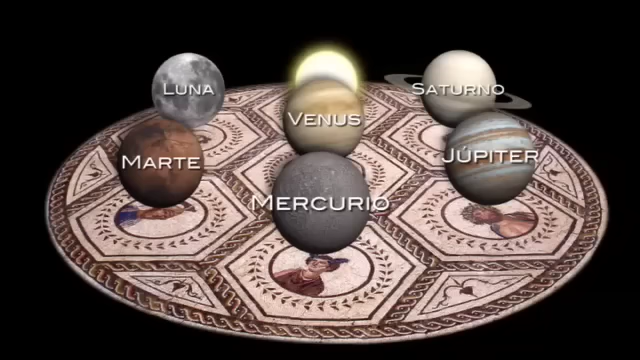 LUNA
SATURNO
VENUS
MARTE
JÚPITER
MERCURIO